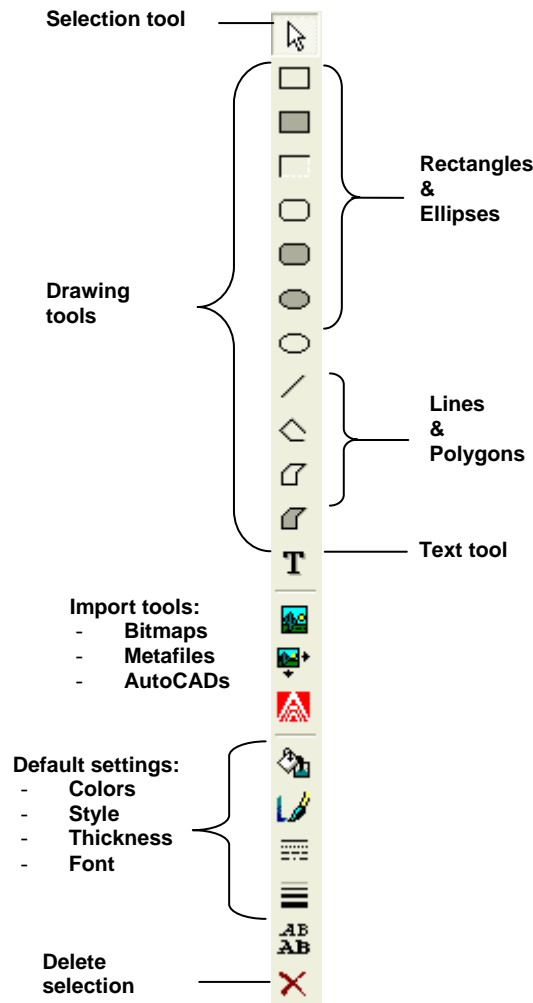 Selection tool
Rectangles
&
Ellipses
Drawing
tools
Lines
&
Polygons
T
Text tool
Import tools:
- Bitmaps
- Metafiles
- AutoCADs
Default settings:
- Colors
- Style
- Thickness
- Font
AB
AB
Delete
selection